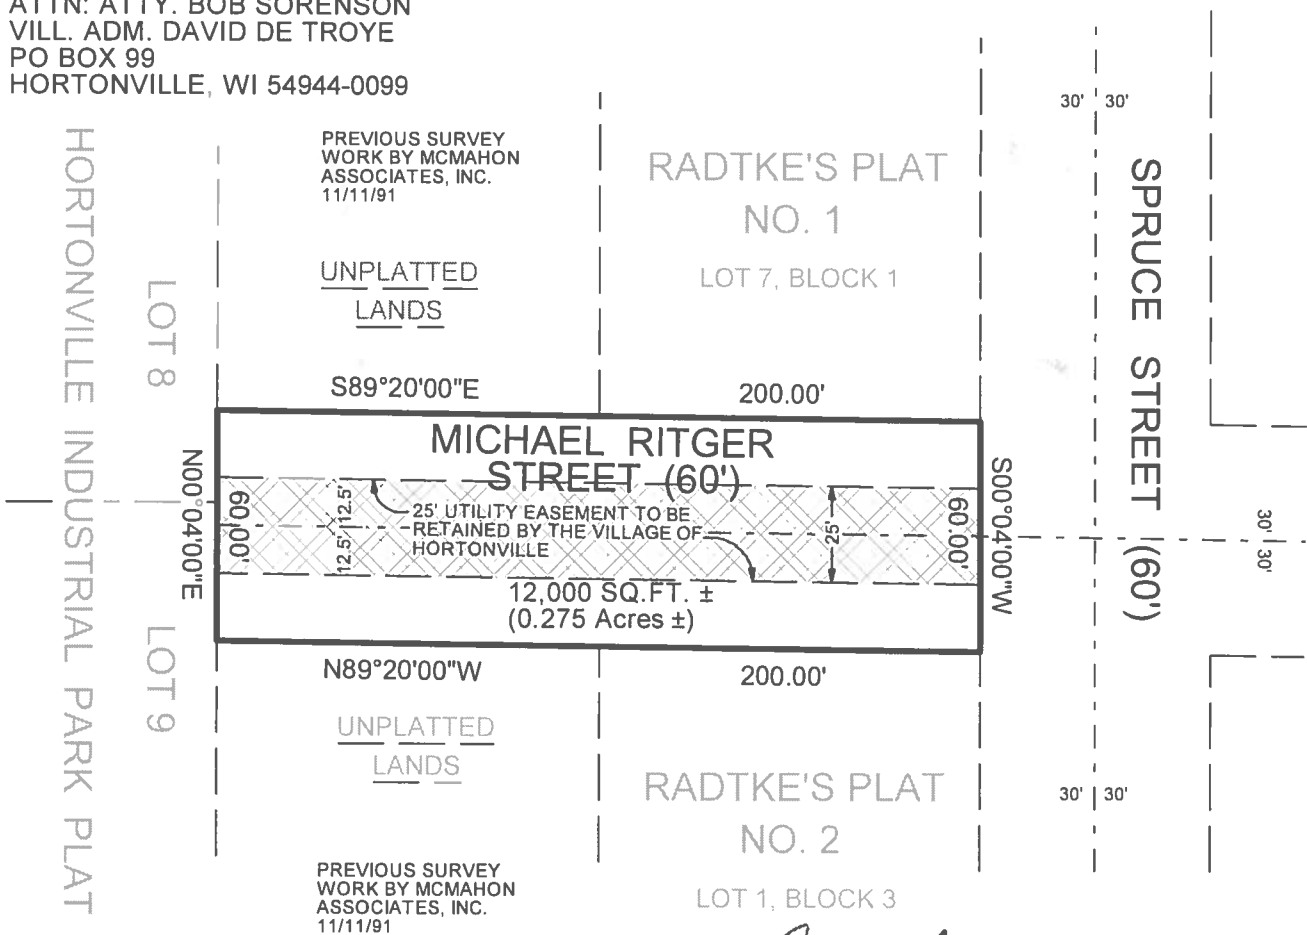 ATTN: ATTY. BOB SORENSON
VILL. ADM. DAVID DE TROYE
PO BOX 99
HORTONVILLE, WI 54944-0099
30' 30'
PREVIOUS SURVEY
WORK BY MCMAHON
ASSOCIATES, INC.
11/11/91
RADTKE'S PLAT
NO. 1
LOT 7, BLOCK 1
UNPLATTED
LANDS
HORTONVILLE INDUSTRIAL PARK PLAT
LOT 8
SPRUCE STREET (60')
S89°20'00"E
200.00'
MICHAEL RITGER
STREET (60')
N00°04'00"E
60.00'
12.5' 12.5'
25' UTILITY EASEMENT TO BE
RETAINED BY THE VILLAGE OF
HORTONVILLE
25'
60.00'
S00°04'00"W
30' 30'
12,000 SQ.FT. ±
(0.275 Acres ±)
LOT 9
N89°20'00"W
200.00'
UNPLATTED
LANDS
RADTKE'S PLAT
NO. 2
LOT 1, BLOCK 3
30' 30'
PREVIOUS SURVEY
WORK BY MCMAHON
ASSOCIATES, INC.
11/11/91